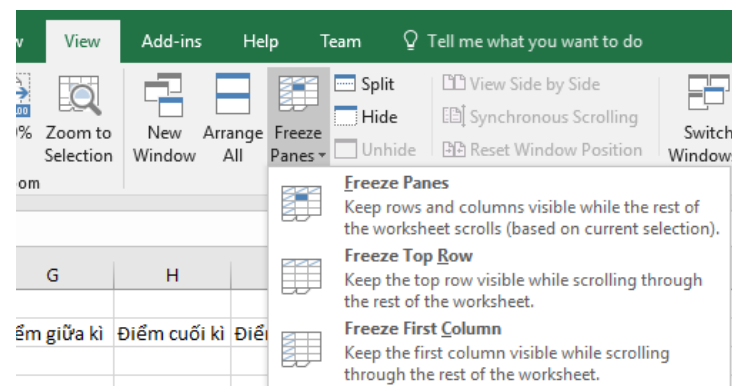 View Add-ins Help Team Tell me what you want to do
Split View Side by Side
Hide Synchronous Scrolling
Unhide Reset Window Position
% Zoom to Selection
New Window
Arrange All
Freeze Panes
Switch Windows
Freeze Panes
Keep rows and columns visible while the rest of
the worksheet scrolls (based on current selection).
Freeze Top Row
Keep the top row visible while scrolling through
the rest of the worksheet.
Freeze First Column
Keep the first column visible while scrolling
through the rest of the worksheet.
G H
giữa kì Điểm cuối kì